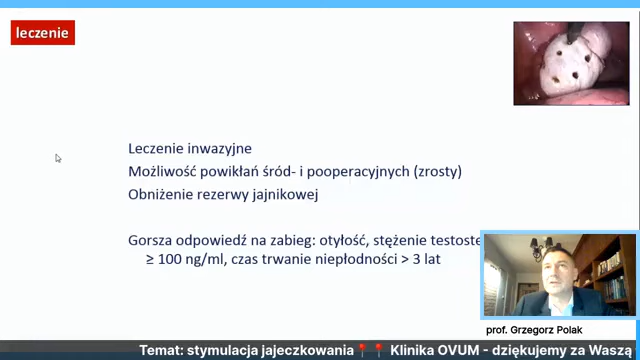 leczenie
Leczenie inwazyjne
Możliwość powikłań śród- i pooperacyjnych (zrosty)
Obniżenie rezerwy jajnikowej
Gorsza odpowiedź na zabieg: otyłość, stężenie testoste
≥ 100 ng/ml, czas trwanie niepłodności > 3 lat
prof. Grzegorz Polak
Temat: stymulacja jajeczkowania📍📍 Klinika OVUM - dziękujemy za Waszą